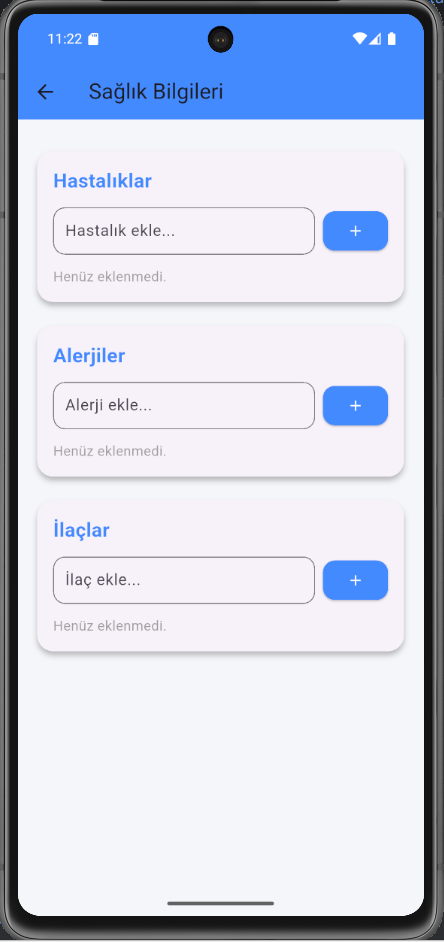 11:22
Sağlık Bilgileri
Hastalıklar
Hastalık ekle...
+
Henüz eklenmedi.
Alerjiler
Alerji ekle...
+
Henüz eklenmedi.
İlaçlar
İlaç ekle...
+
Henüz eklenmedi.